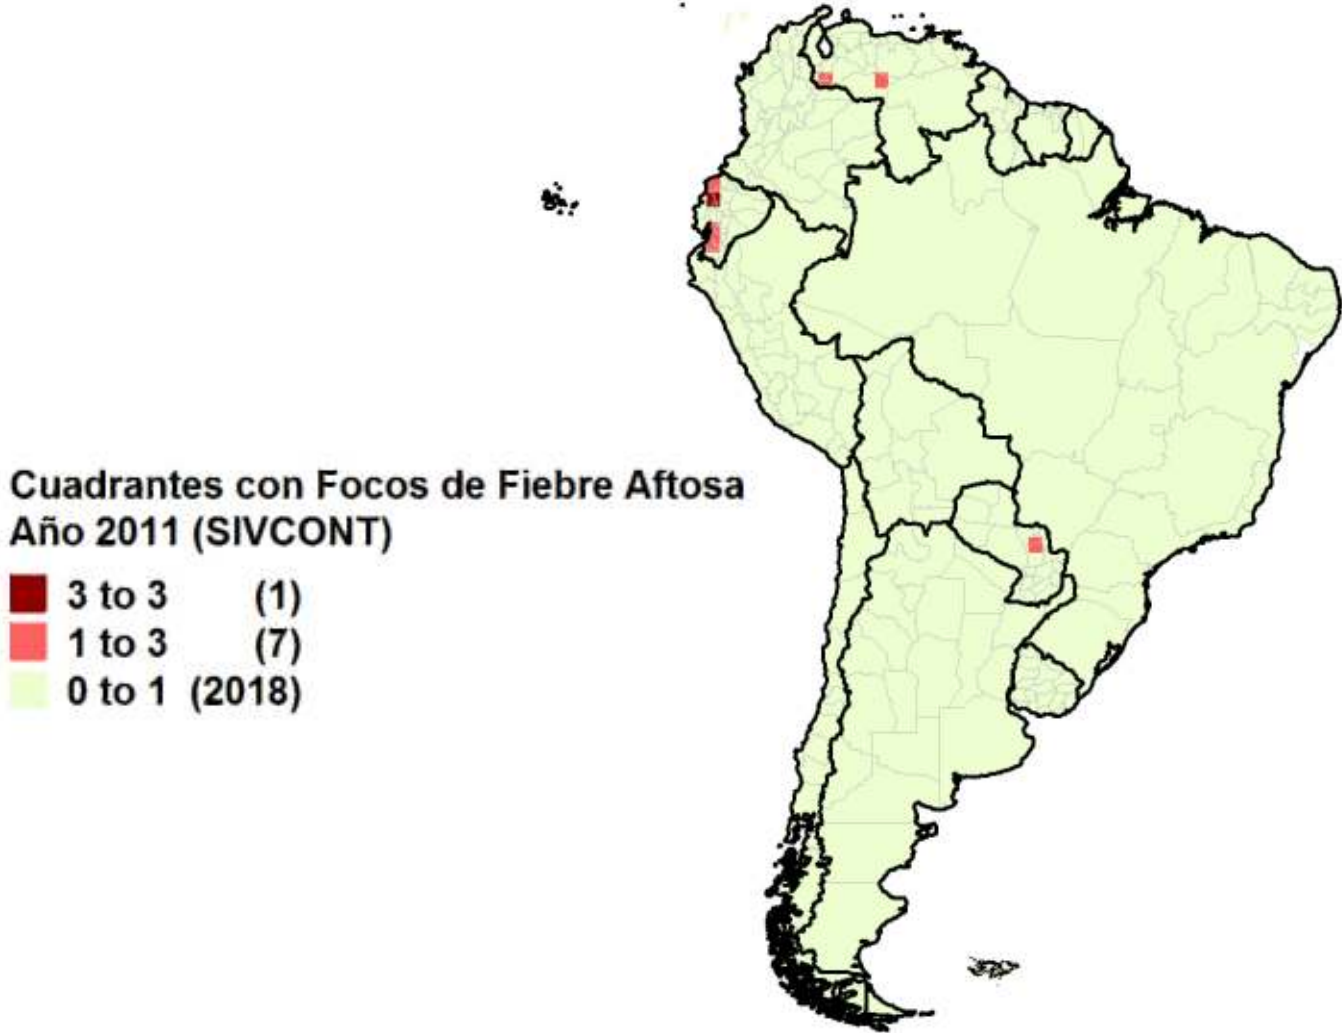 Cuadrantes con Focos de Fiebre Aftosa
Año 2011 (SIVCONT)
3 to 3 (1)
1 to 3 (7)
0 to 1 (2018)